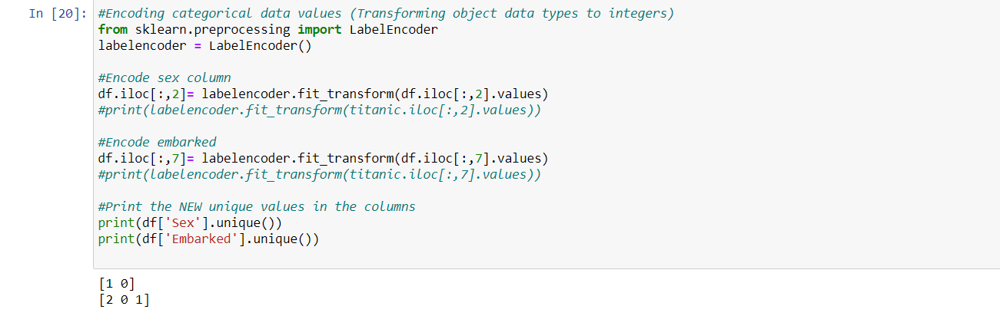 In [20]: #Encoding categorical data values (Transforming object data types to integers)
from sklearn.preprocessing import LabelEncoder
labelencoder = LabelEncoder()
#Encode sex column
df.iloc[:,2]= labelencoder.fit_transform(df.iloc[:,2].values)
#print(labelencoder.fit_transform(titanic.iloc[:,2].values))
#Encode embarked
df.iloc[:,7]= labelencoder.fit_transform(df.iloc[:,7].values)
#print(labelencoder.fit_transform(titanic.iloc[:,7].values))
#Print the NEW unique values in the columns
print(df['Sex'].unique())
print(df['Embarked'].unique())
[1 0]
[2 0 1]